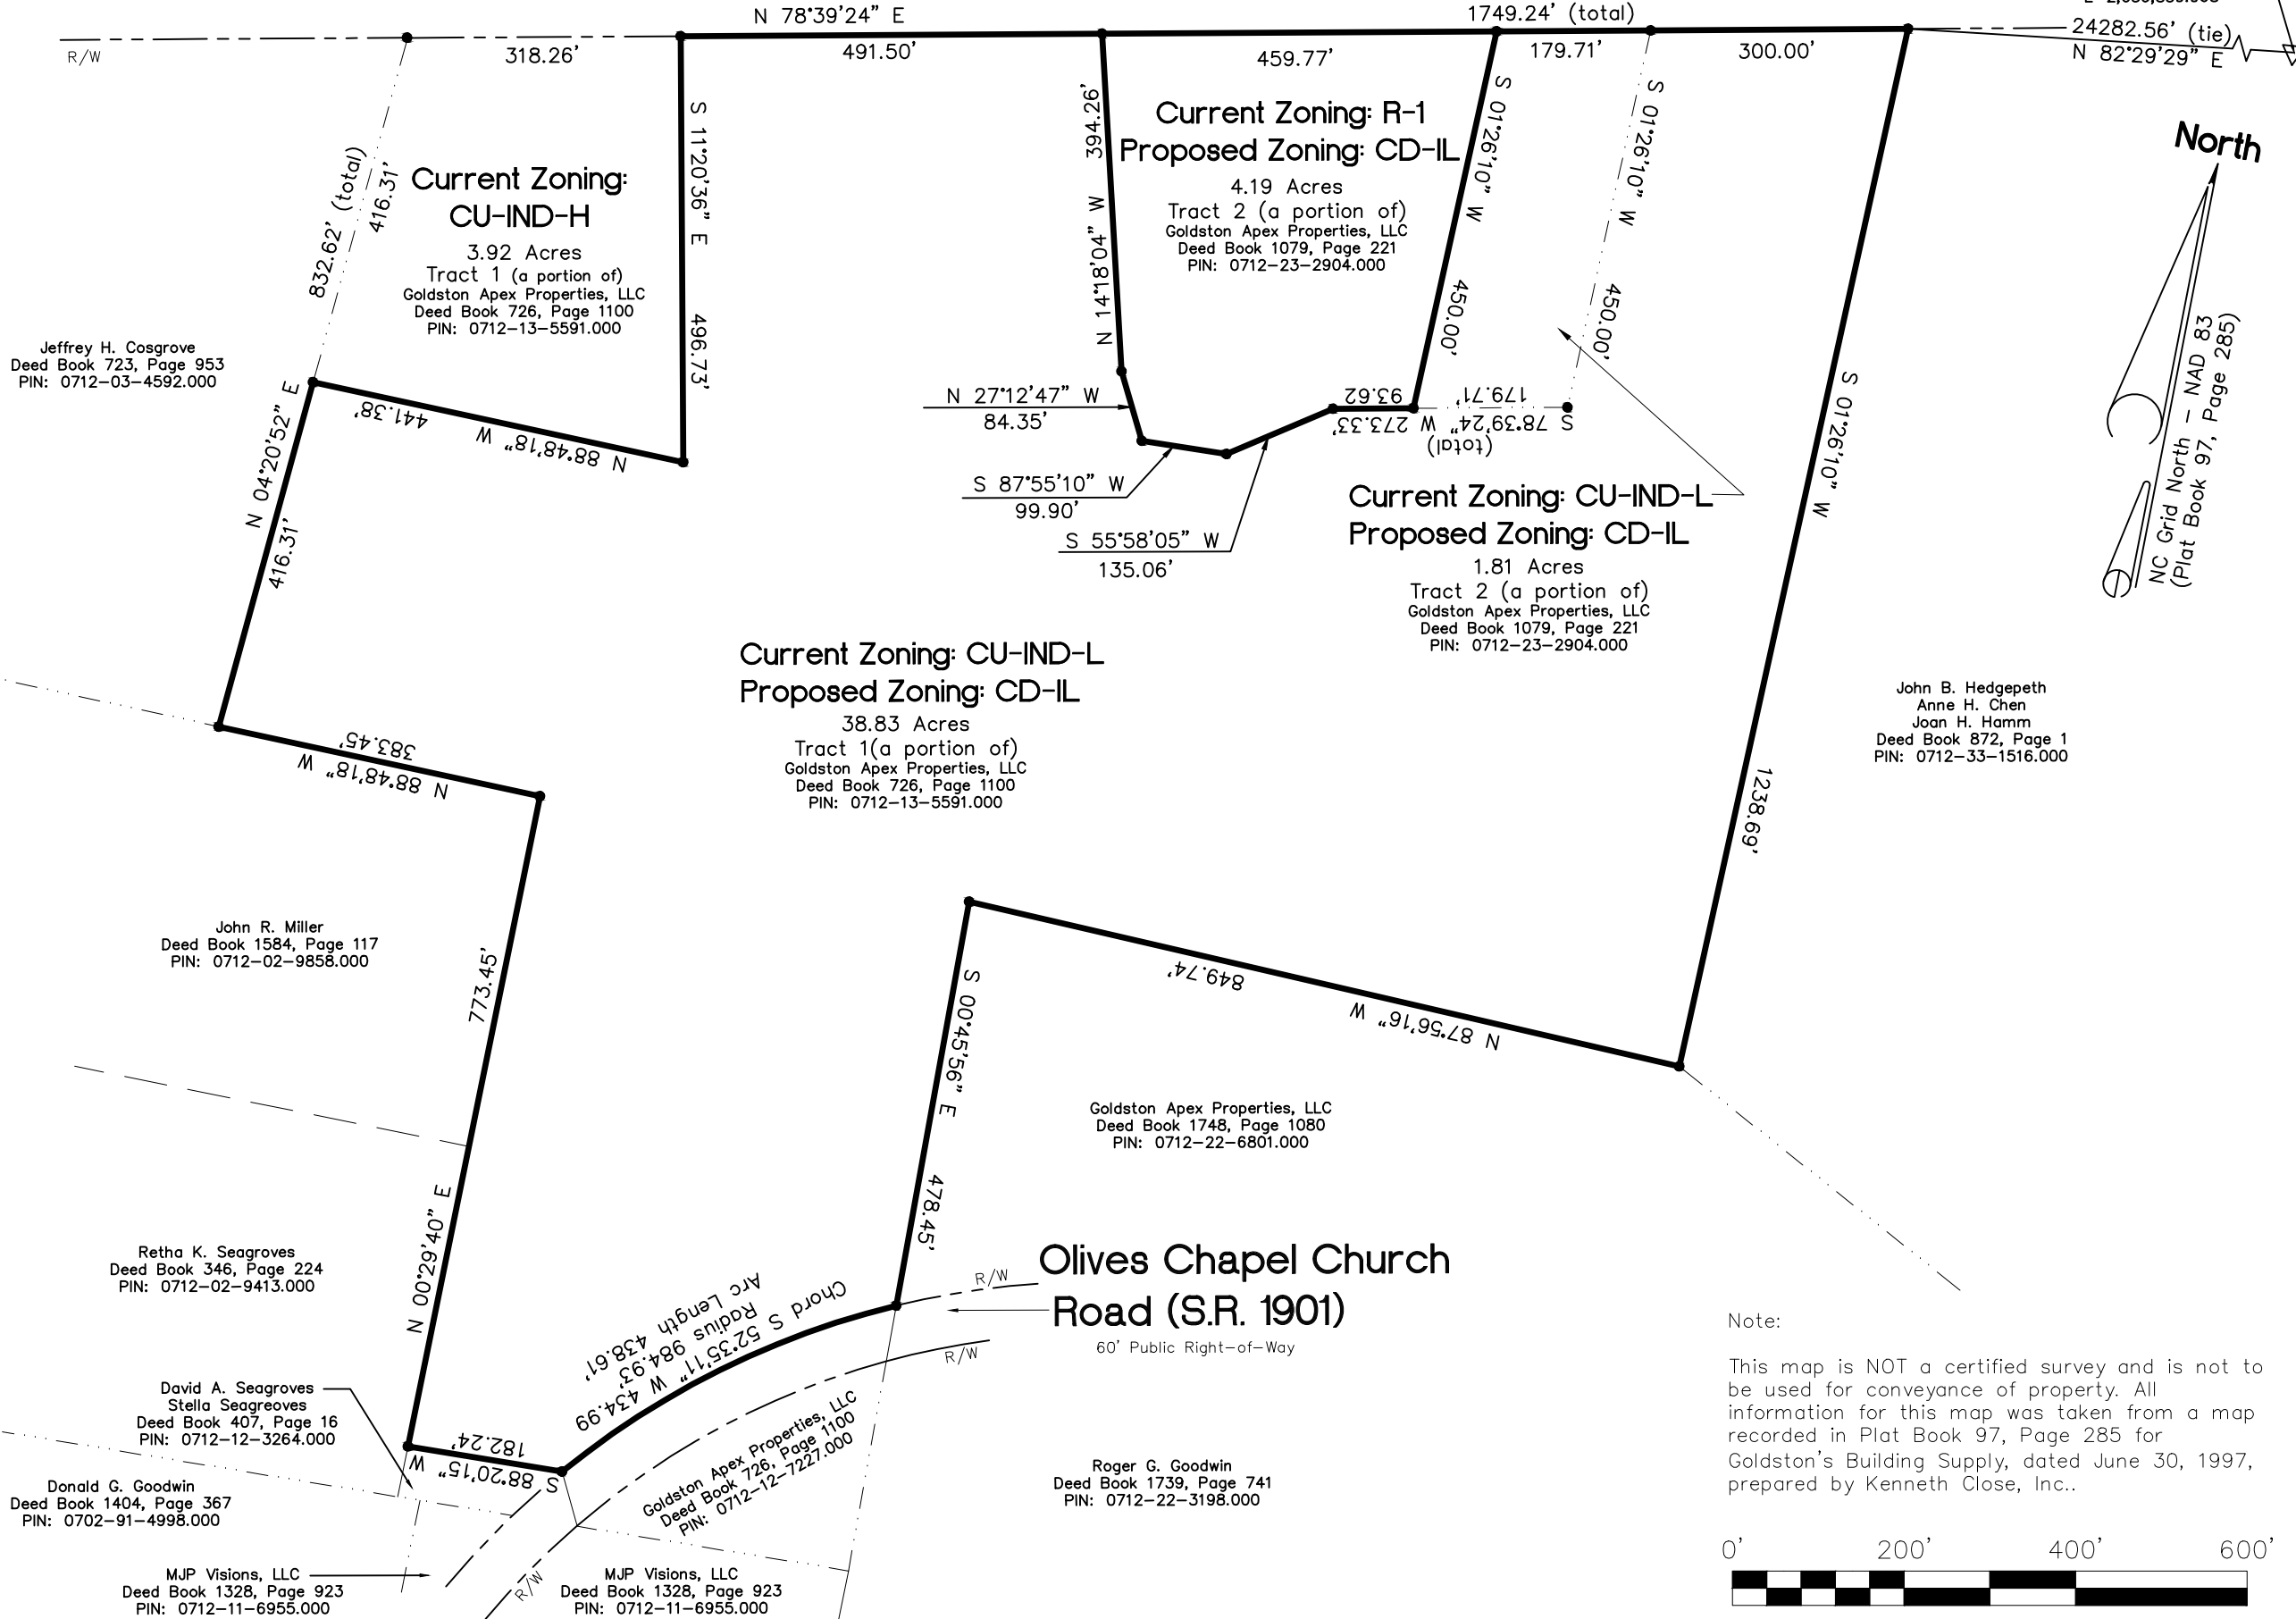 N 78°39'24" E
1749.24' (total)
R/W
318.26'
491.50'
459.77'
179.71'
300.00'
24282.56' (tie)
N 82°29'29" E
North
NC Grid North - NAD 83
(Plat Book 97, Page 285)
832.62' (total)
416.31'
Current Zoning:
CU-IND-H
3.92 Acres
Tract 1 (a portion of)
Goldston Apex Properties, LLC
Deed Book 726, Page 1100
PIN: 0712-13-5591.000
S 11°20'36" E
496.73'
394.26'
N 14°18'04" W
Current Zoning: R-1
Proposed Zoning: CD-IL
4.19 Acres
Tract 2 (a portion of)
Goldston Apex Properties, LLC
Deed Book 1079, Page 221
PIN: 0712-23-2904.000
S 01°26'10" W
450.00'
S 01°26'10" W
450.00'
S 01°26'10" W
1238.69'
Jeffrey H. Cosgrove
Deed Book 723, Page 953
PIN: 0712-03-4592.000
N 04°20'52" E
416.31'
441.38'
N 88°48'18" W
N 27°12'47" W
84.35'
S 87°55'10" W
99.90'
S 55°58'05" W
135.06'
93.62
179.71'
S 78°39'24" W 273.33'
(total)
Current Zoning: CU-IND-L
Proposed Zoning: CD-IL
1.81 Acres
Tract 2 (a portion of)
Goldston Apex Properties, LLC
Deed Book 1079, Page 221
PIN: 0712-23-2904.000
Current Zoning: CU-IND-L
Proposed Zoning: CD-IL
38.83 Acres
Tract 1(a portion of)
Goldston Apex Properties, LLC
Deed Book 726, Page 1100
PIN: 0712-13-5591.000
John B. Hedgepeth
Anne H. Chen
Joan H. Hamm
Deed Book 872, Page 1
PIN: 0712-33-1516.000
383.45'
N 88°48'18" W
John R. Miller
Deed Book 1584, Page 117
PIN: 0712-02-9858.000
773.45'
N 00°29'40" E
849.74'
N 87°56'16" W
S 00°45'56" E
478.45'
Goldston Apex Properties, LLC
Deed Book 1748, Page 1080
PIN: 0712-22-6801.000
Retha K. Seagroves
Deed Book 346, Page 224
PIN: 0712-02-9413.000
Olives Chapel Church
Road (S.R. 1901)
60' Public Right-of-Way
R/W
R/W
Chord S 52°35'11" W 434.99
Radius 984.93'
Arc Length 438.61'
David A. Seagroves
Stella Seagreoves
Deed Book 407, Page 16
PIN: 0712-12-3264.000
182.24'
S 88°20'15" W
Goldston Apex Properties, LLC
Deed Book 726, Page 1100
PIN: 0712-12-7227.000
Donald G. Goodwin
Deed Book 1404, Page 367
PIN: 0702-91-4998.000
Roger G. Goodwin
Deed Book 1739, Page 741
PIN: 0712-22-3198.000
MJP Visions, LLC
Deed Book 1328, Page 923
PIN: 0712-11-6955.000
R/W
MJP Visions, LLC
Deed Book 1328, Page 923
PIN: 0712-11-6955.000
Note:
This map is NOT a certified survey and is not to
be used for conveyance of property. All
information for this map was taken from a map
recorded in Plat Book 97, Page 285 for
Goldston's Building Supply, dated June 30, 1997,
prepared by Kenneth Close, Inc..
0' 200' 400' 600'